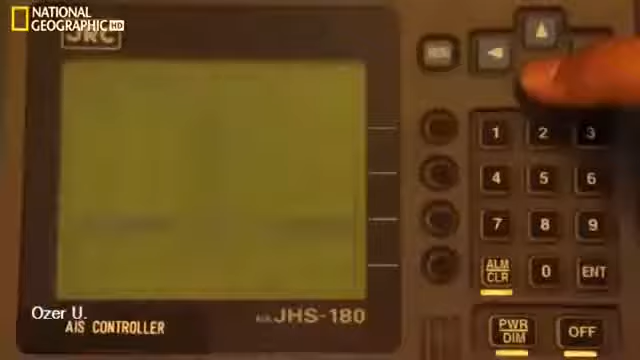 NATIONAL
GEOGRAPHIC HD
JRC
1 2 3
4 5 6
7 8 9
ALM
CLR
0 ENT
Ozer U.
JHS-180
AIS CONTROLLER
PWR
DIM
OFF